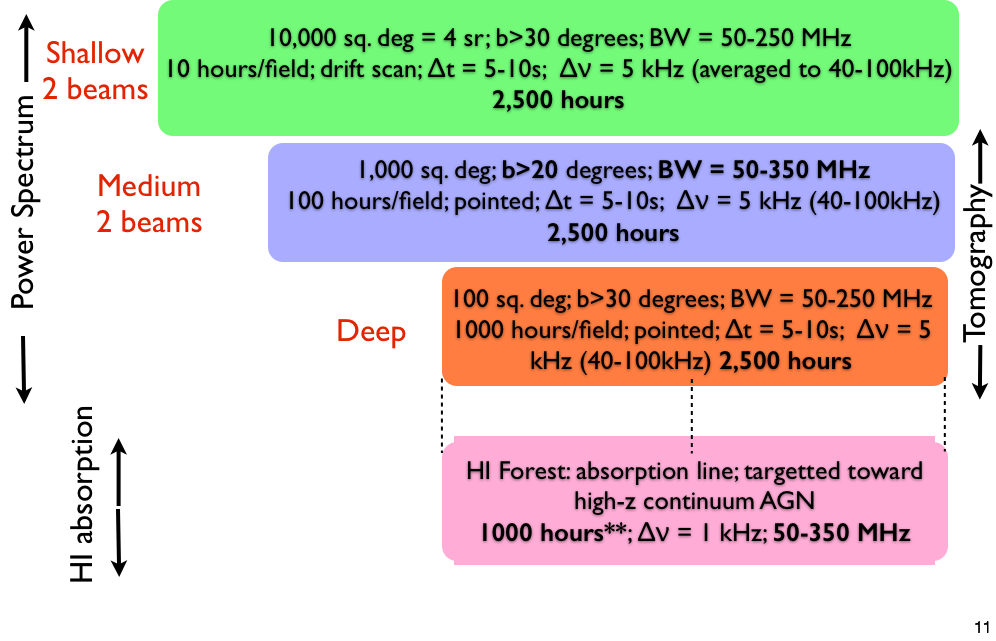 Shallow
2 beams
10,000 sq. deg = 4 sr; b>30 degrees; BW = 50-250 MHz
10 hours/field; drift scan; Δt = 5-10s; Δν = 5 kHz (averaged to 40-100kHz)
2,500 hours
Power Spectrum
Medium
2 beams
1,000 sq. deg; b>20 degrees; BW = 50-350 MHz
100 hours/field; pointed; Δt = 5-10s; Δν = 5 kHz (40-100kHz)
2,500 hours
Tomography
Deep
100 sq. deg; b>30 degrees; BW = 50-250 MHz
1000 hours/field; pointed; Δt = 5-10s; Δν = 5
kHz (40-100kHz) 2,500 hours
HI absorption
HI Forest: absorption line; targetted toward
high-z continuum AGN
1000 hours**; Δν = 1 kHz; 50-350 MHz
11